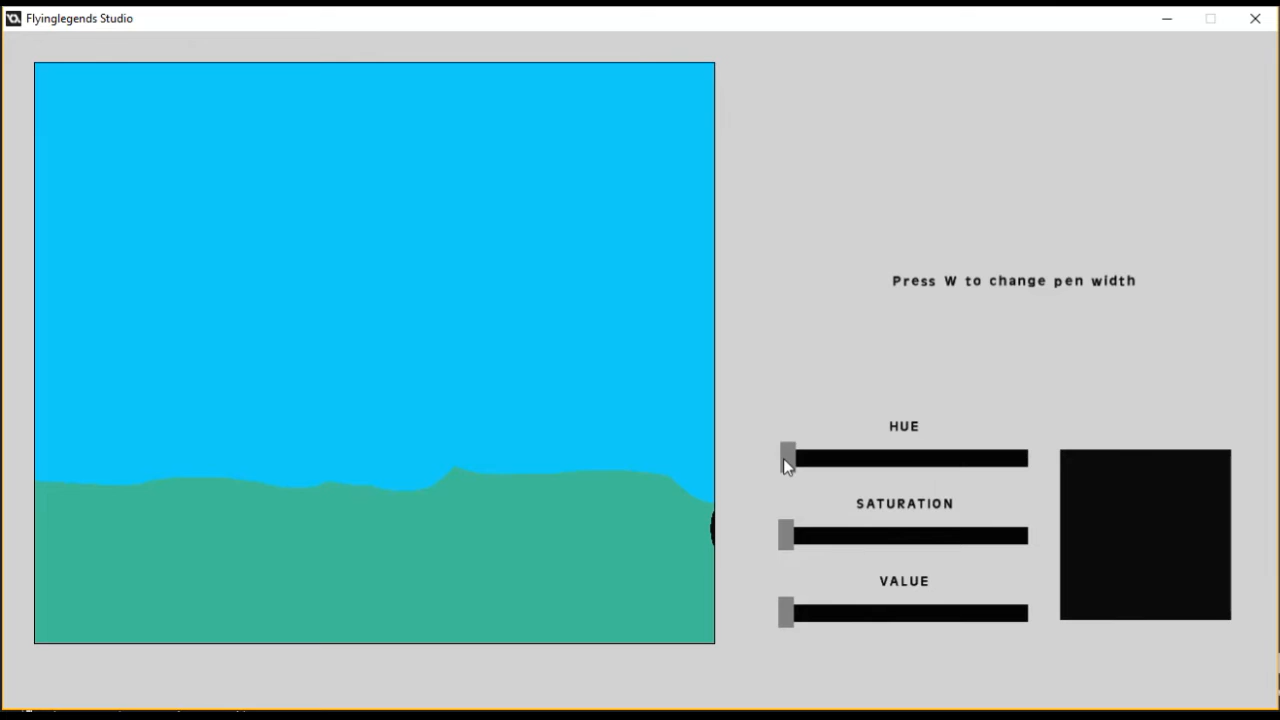 Flyinglegends Studio
Press W to change pen width
HUE
SATURATION
VALUE